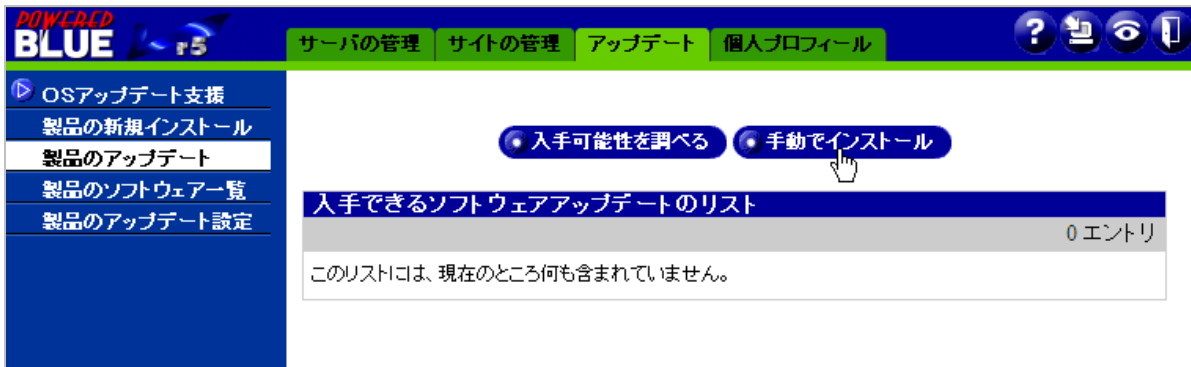 POWERED
BLUE r5
サーバの管理 サイトの管理 アップデート 個人プロフィール
?
OSアップデート支援
製品の新規インストール
製品のアップデート
製品のソフトウェア一覧
製品のアップデート設定
入手可能性を調べる 手動でインストール
入手できるソフトウェアアップデートのリスト
0 エントリ
このリストには、現在のところ何も含まれていません。